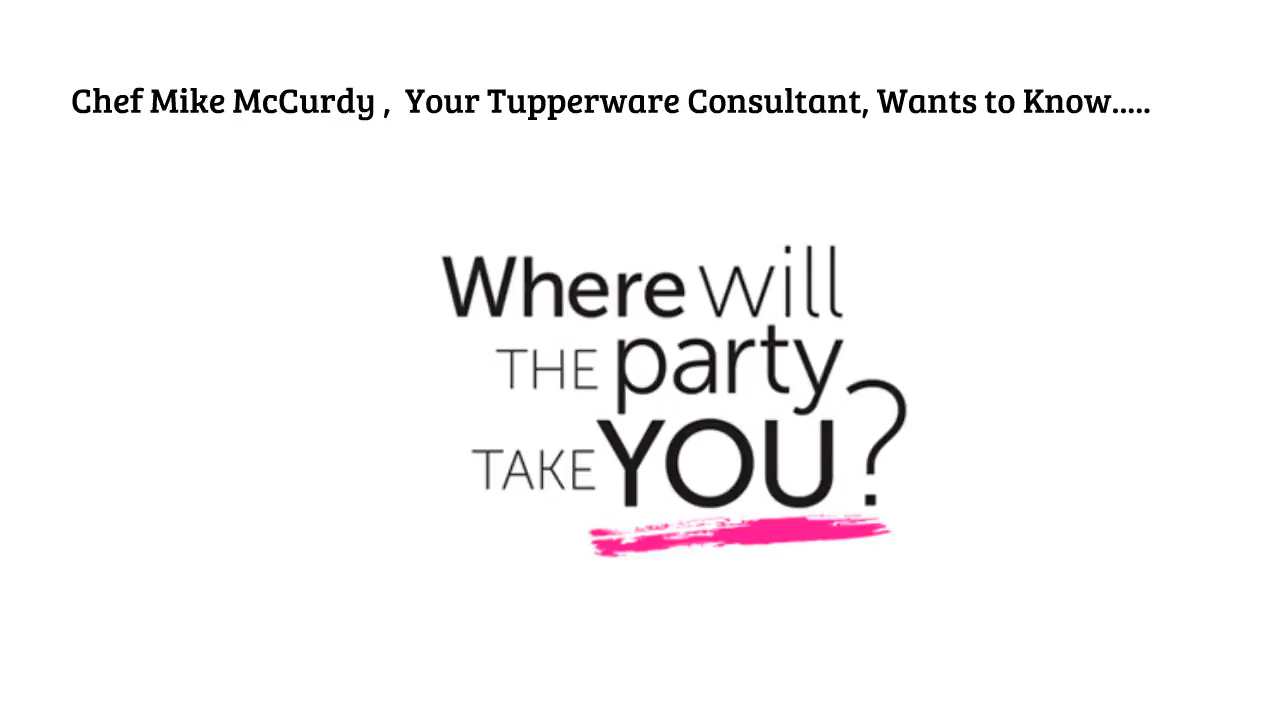 Chef Mike McCurdy ,  Your Tupperware Consultant, Wants to Know.....
Where will
THE party
TAKE YOU?